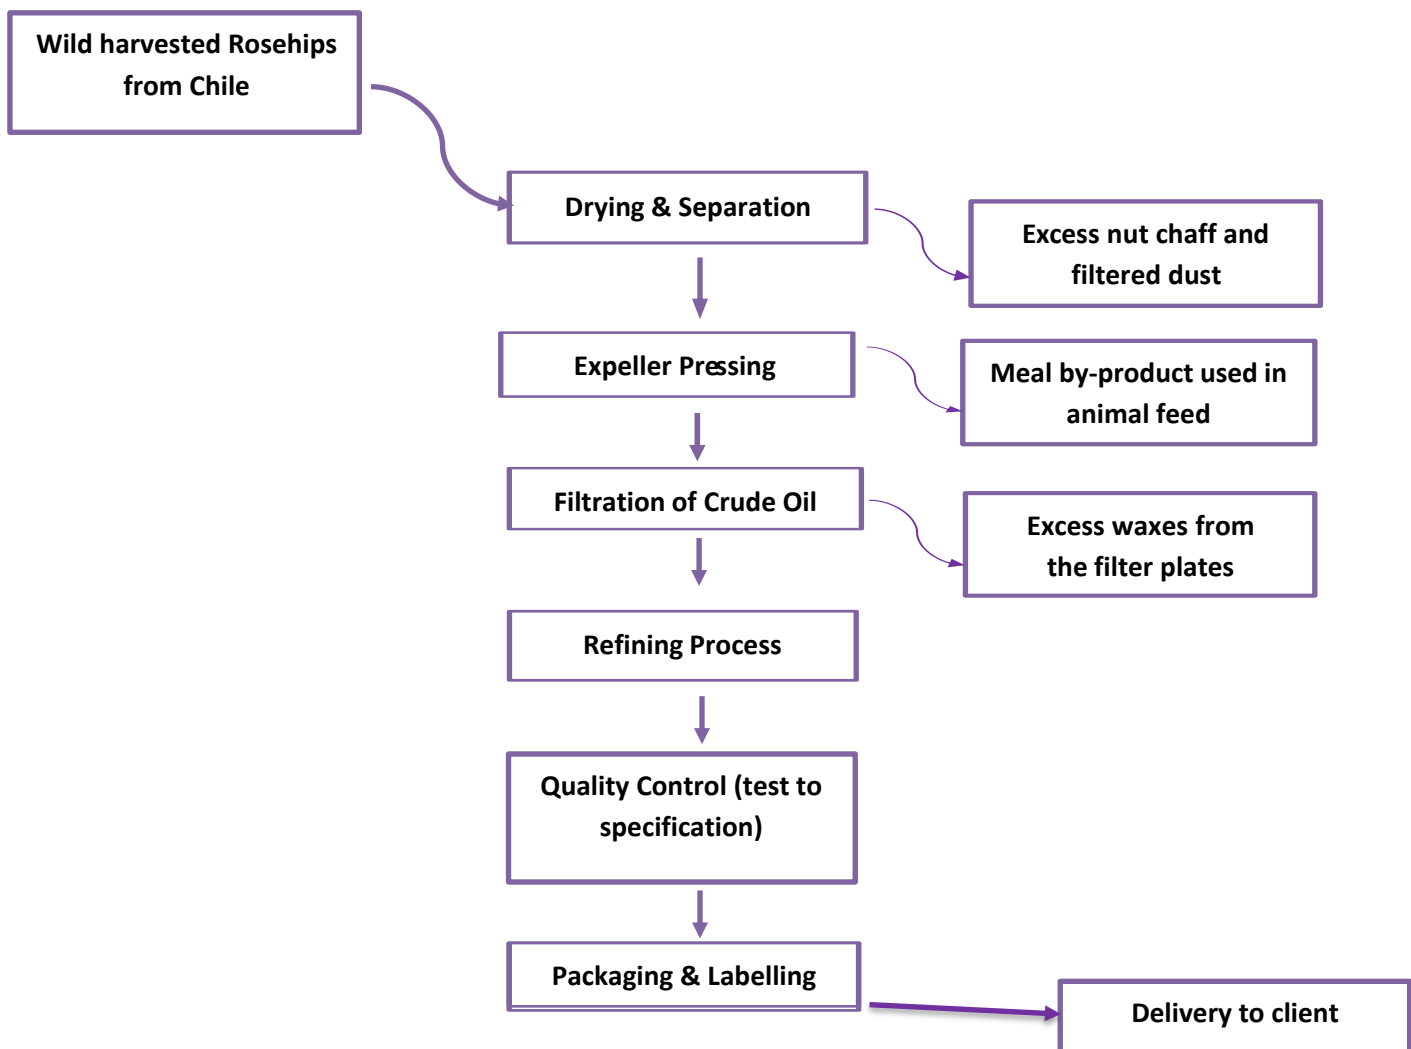 Wild harvested Rosehips
from Chile
Drying & Separation
Excess nut chaff and
filtered dust
Expeller Pressing
Meal by-product used in
animal feed
Filtration of Crude Oil
Excess waxes from
the filter plates
Refining Process
Quality Control (test to
specification)
Packaging & Labelling
Delivery to client